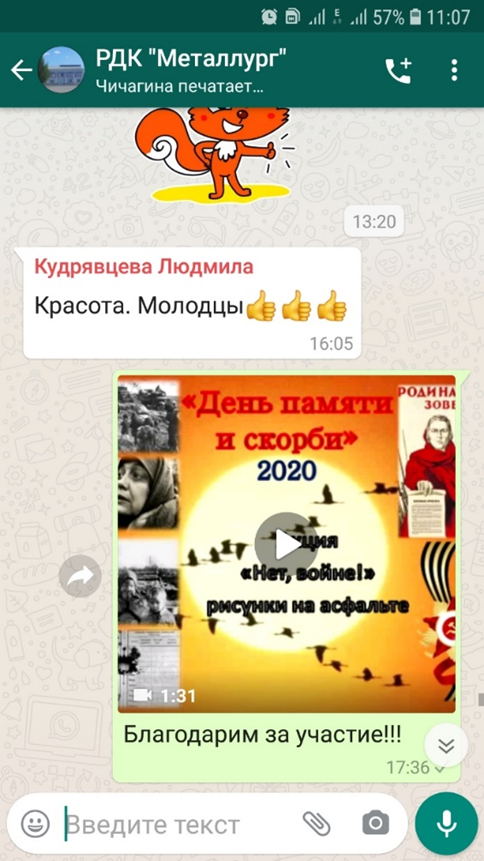 57% 11:07
РДК "Металлург"
Чичагина печатает...
13:20
Кудрявцева Людмила
Красота. Молодцы
16:05
«День памяти
и скорби»
2020
РОДИНА
ЗОВЕ
«Нет, войне!»
рисунки на асфальте
1:31
Благодарим за участие!!!
17:36
Введите текст